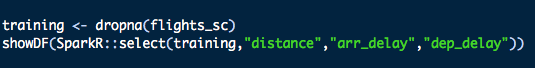 training <- dropna(flights_sc)
showDF(SparkR::select(training,"distance","arr_delay","dep_delay"))